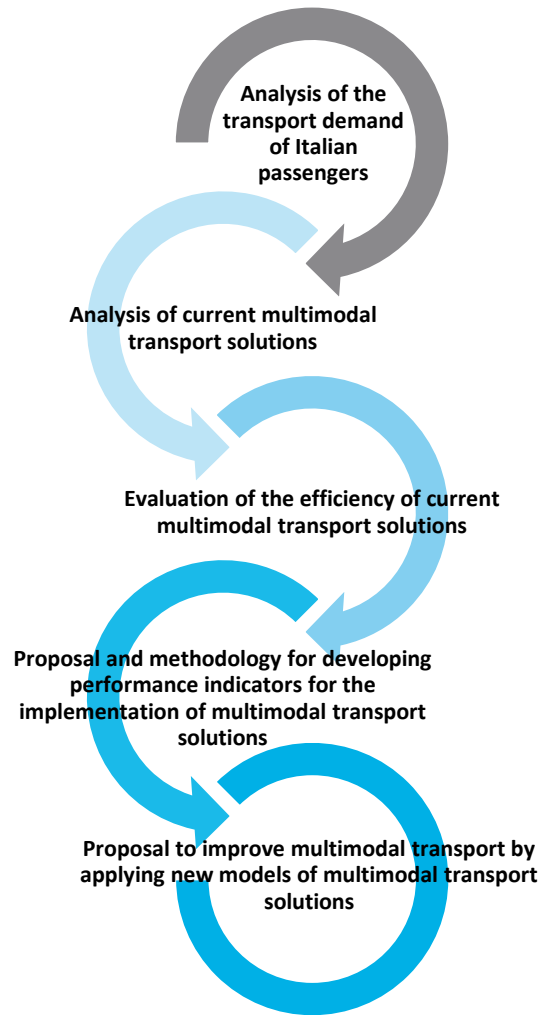 Analysis of the
transport demand
of Italian
passengers
Analysis of current multimodal
transport solutions
Evaluation of the efficiency of current
multimodal transport solutions
Proposal and methodology for developing
performance indicators for the
implementation of multimodal transport
solutions
Proposal to improve multimodal transport by
applying new models of multimodal transport
solutions